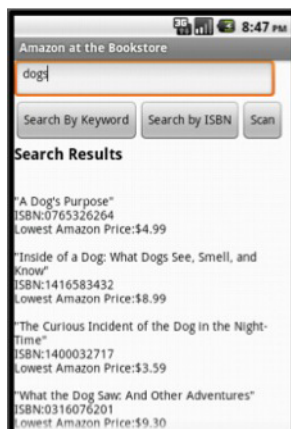 3G 8:47 PM
Amazon at the Bookstore
dogs
Search By Keyword Search by ISBN Scan
Search Results
"A Dog's Purpose"
ISBN:0765326264
Lowest Amazon Price:$4.99
"Inside of a Dog: What Dogs See, Smell, and
Know"
ISBN:1416583432
Lowest Amazon Price:$8.99
"The Curious Incident of the Dog in the Night-
Time"
ISBN:1400032717
Lowest Amazon Price:$3.59
"What the Dog Saw: And Other Adventures"
ISBN:0316076201
Lowest Amazon Price:$9.30